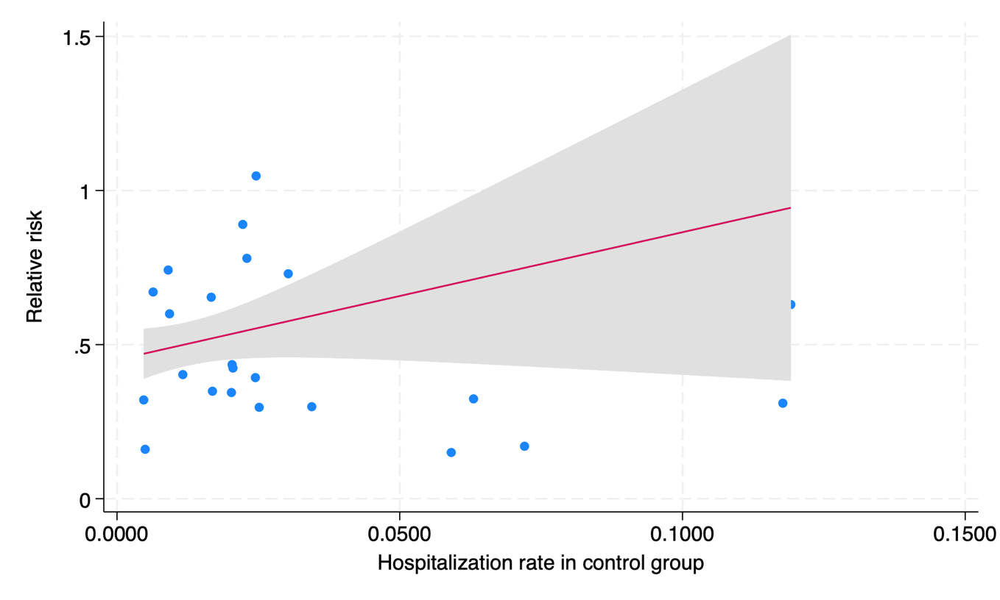 1.5
1
.5
0
Relative risk
0.0000 0.0500 0.1000 0.1500
Hospitalization rate in control group